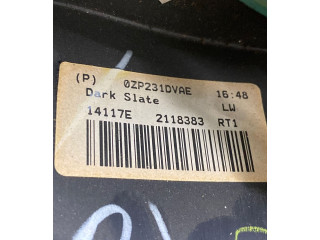 (P) 0ZP231DVAE 16:48
Dark Slate LW
14117E 2118383 RT1